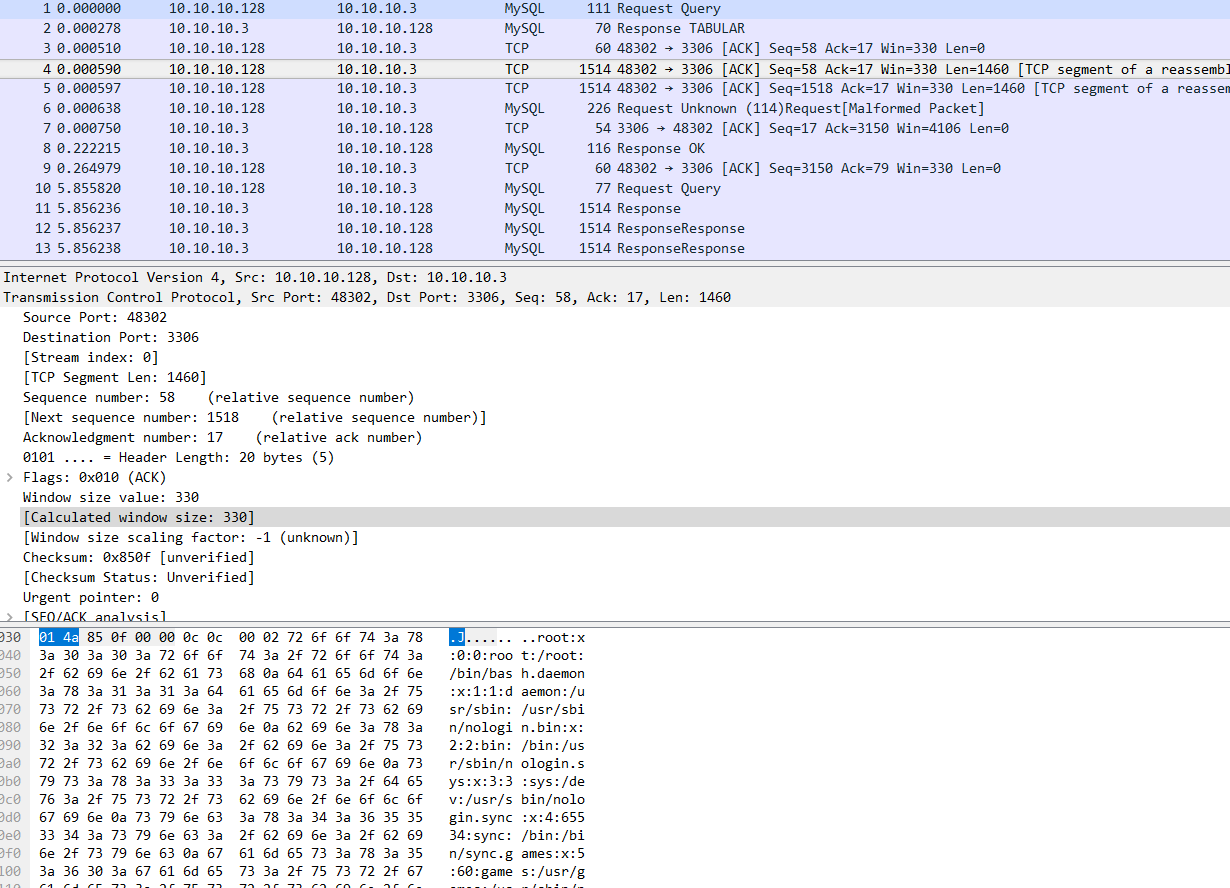 1 0.000000 10.10.10.128 10.10.10.3 MySQL 111 Request Query
2 0.000278 10.10.10.3 10.10.10.128 MySQL 70 Response TABULAR
3 0.000510 10.10.10.128 10.10.10.3 TCP 60 48302 → 3306 [ACK] Seq=58 Ack=17 Win=330 Len=0
4 0.000590 10.10.10.128 10.10.10.3 TCP 1514 48302 → 3306 [ACK] Seq=58 Ack=17 Win=330 Len=1460 [TCP segment of a reassembl
5 0.000597 10.10.10.128 10.10.10.3 TCP 1514 48302 → 3306 [ACK] Seq=1518 Ack=17 Win=330 Len=1460 [TCP segment of a reassem
6 0.000638 10.10.10.128 10.10.10.3 MySQL 226 Request Unknown (114)Request[Malformed Packet]
7 0.000750 10.10.10.3 10.10.10.128 TCP 54 3306 → 48302 [ACK] Seq=17 Ack=3150 Win=4106 Len=0
8 0.222215 10.10.10.3 10.10.10.128 MySQL 116 Response OK
9 0.264979 10.10.10.128 10.10.10.3 TCP 60 48302 → 3306 [ACK] Seq=3150 Ack=79 Win=330 Len=0
10 5.855820 10.10.10.128 10.10.10.3 MySQL 77 Request Query
11 5.856236 10.10.10.3 10.10.10.128 MySQL 1514 Response
12 5.856237 10.10.10.3 10.10.10.128 MySQL 1514 ResponseResponse
13 5.856238 10.10.10.3 10.10.10.128 MySQL 1514 ResponseResponse
Internet Protocol Version 4, Src: 10.10.10.128, Dst: 10.10.10.3
Transmission Control Protocol, Src Port: 48302, Dst Port: 3306, Seq: 58, Ack: 17, Len: 1460
Source Port: 48302
Destination Port: 3306
[Stream index: 0]
[TCP Segment Len: 1460]
Sequence number: 58 (relative sequence number)
[Next sequence number: 1518 (relative sequence number)]
Acknowledgment number: 17 (relative ack number)
0101 .... = Header Length: 20 bytes (5)
Flags: 0x010 (ACK)
Window size value: 330
[Calculated window size: 330]
[Window size scaling factor: -1 (unknown)]
Checksum: 0x850f [unverified]
[Checksum Status: Unverified]
Urgent pointer: 0
[SEQ/ACK analysis]
030 01 4a 85 0f 00 00 0c 0c 00 02 72 6f 6f 74 3a 78 .J...... ..root:x
040 3a 30 3a 30 3a 72 6f 6f 74 3a 2f 72 6f 6f 74 3a :0:0:roo t:/root:
050 2f 62 69 6e 2f 62 61 73 68 0a 64 61 65 6d 6f 6e /bin/bas h.daemon
060 3a 78 3a 31 3a 31 3a 64 61 65 6d 6f 6e 3a 2f 75 :x:1:1:d aemon:/u
070 73 72 2f 73 62 69 6e 3a 2f 75 73 72 2f 73 62 69 sr/sbin: /usr/sbi
080 6e 2f 6e 6f 6c 6f 67 69 6e 0a 62 69 6e 3a 78 3a n/nologi n.bin:x:
090 32 3a 32 3a 62 69 6e 3a 2f 62 69 6e 3a 2f 75 73 2:2:bin: /bin:/us
0a0 72 2f 73 62 69 6e 2f 6e 6f 6c 6f 67 69 6e 0a 73 r/sbin/n ologin.s
0b0 79 73 3a 78 3a 33 3a 33 3a 73 79 73 3a 2f 64 65 ys:x:3:3 :sys:/de
0c0 76 3a 2f 75 73 72 2f 73 62 69 6e 2f 6e 6f 6c 6f v:/usr/s bin/nolo
0d0 67 69 6e 0a 73 79 6e 63 3a 78 3a 34 3a 36 35 35 gin.sync :x:4:655
0e0 33 34 3a 73 79 6e 63 3a 2f 62 69 6e 3a 2f 62 69 34:sync: /bin:/bi
0f0 6e 2f 73 79 6e 63 0a 67 61 6d 65 73 3a 78 3a 35 n/sync.g ames:x:5
100 3a 36 30 3a 67 61 6d 65 73 3a 2f 75 73 72 2f 67 :60:game s:/usr/g